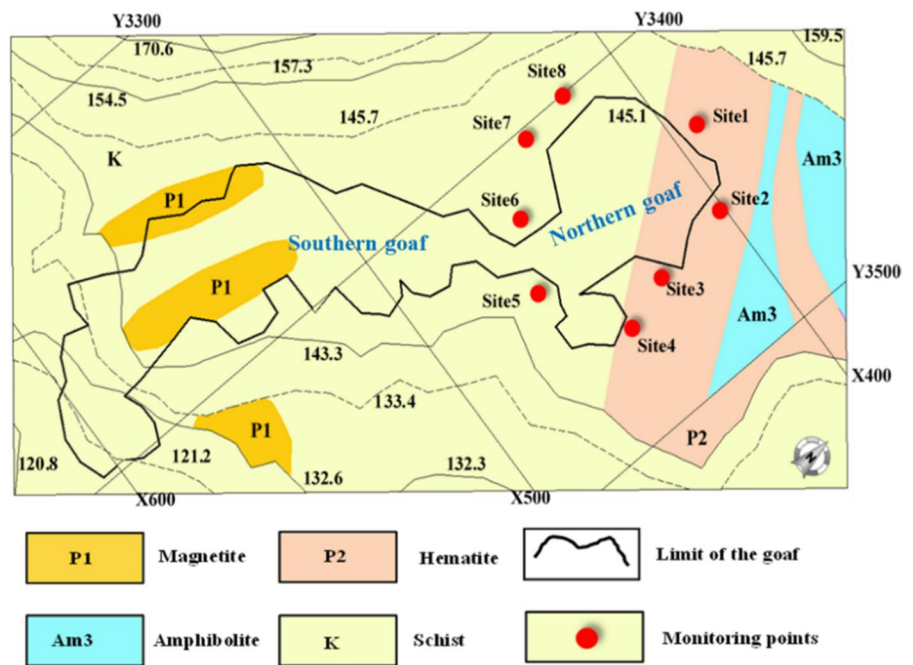 Y3300
Y3400
170.6
159.5
157.3
145.7
Site8
154.5
145.1
Site1
145.7
Site7
K
Am3
P1
Site6
Site2
Northern goaf
Southern goaf
Y3500
P1
Site5
Site3
Am3
Site4
143.3
X400
133.4
P1
P2
120.8
121.2
132.6
132.3
N
X600
X500
P1 Magnetite
P2 Hematite
Limit of the goaf
Am3 Amphibolite
K Schist
Monitoring points